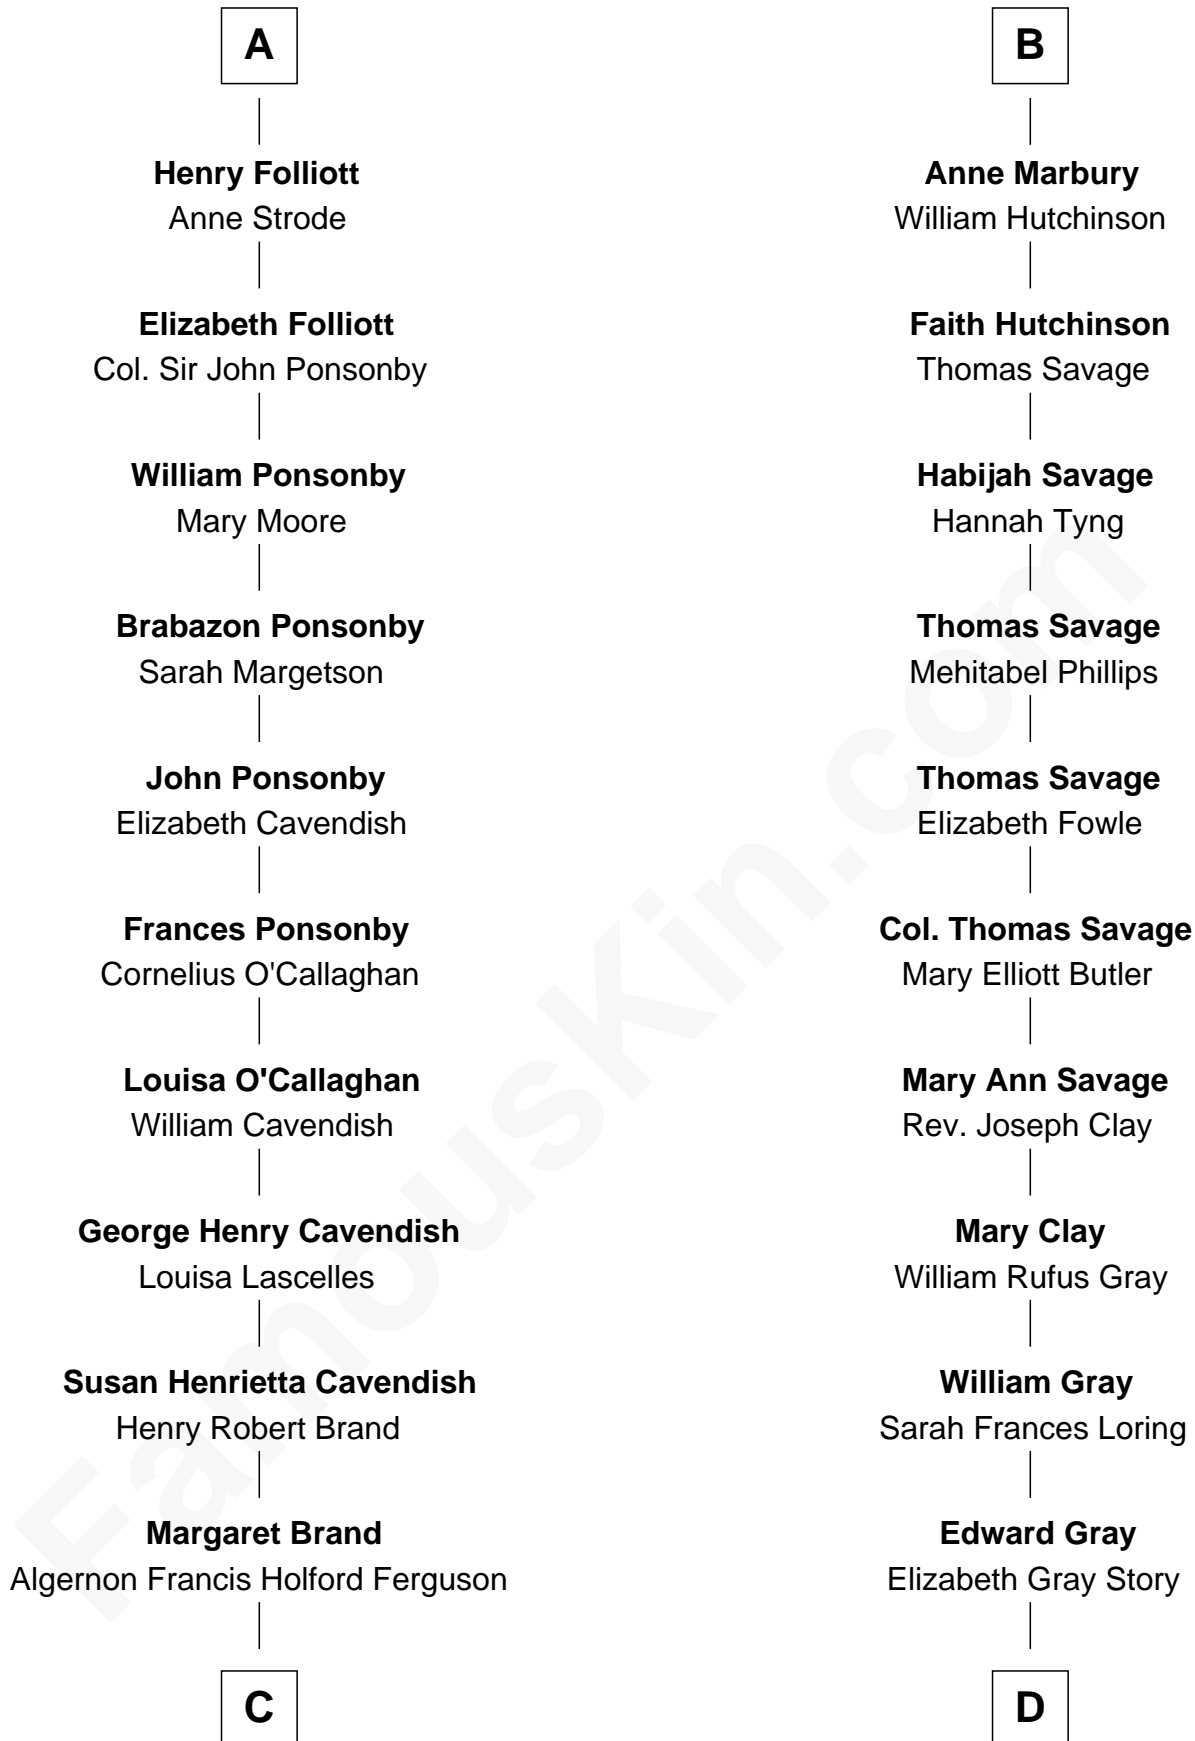 A
Henry Folliott
Anne Strode
Elizabeth Folliott
Col. Sir John Ponsonby
William Ponsonby
Mary Moore
Brabazon Ponsonby
Sarah Margetson
John Ponsonby
Elizabeth Cavendish
Frances Ponsonby
Cornelius O'Callaghan
Louisa O'Callaghan
William Cavendish
George Henry Cavendish
Louisa Lascelles
Susan Henrietta Cavendish
Henry Robert Brand
Margaret Brand
Algernon Francis Holford Ferguson
C
B
Anne Marbury
William Hutchinson
Faith Hutchinson
Thomas Savage
Habijah Savage
Hannah Tyng
Thomas Savage
Mehitabel Phillips
Thomas Savage
Elizabeth Fowle
Col. Thomas Savage
Mary Elliott Butler
Mary Ann Savage
Rev. Joseph Clay
Mary Clay
William Rufus Gray
William Gray
Sarah Frances Loring
Edward Gray
Elizabeth Gray Story
D
FamousKin.com